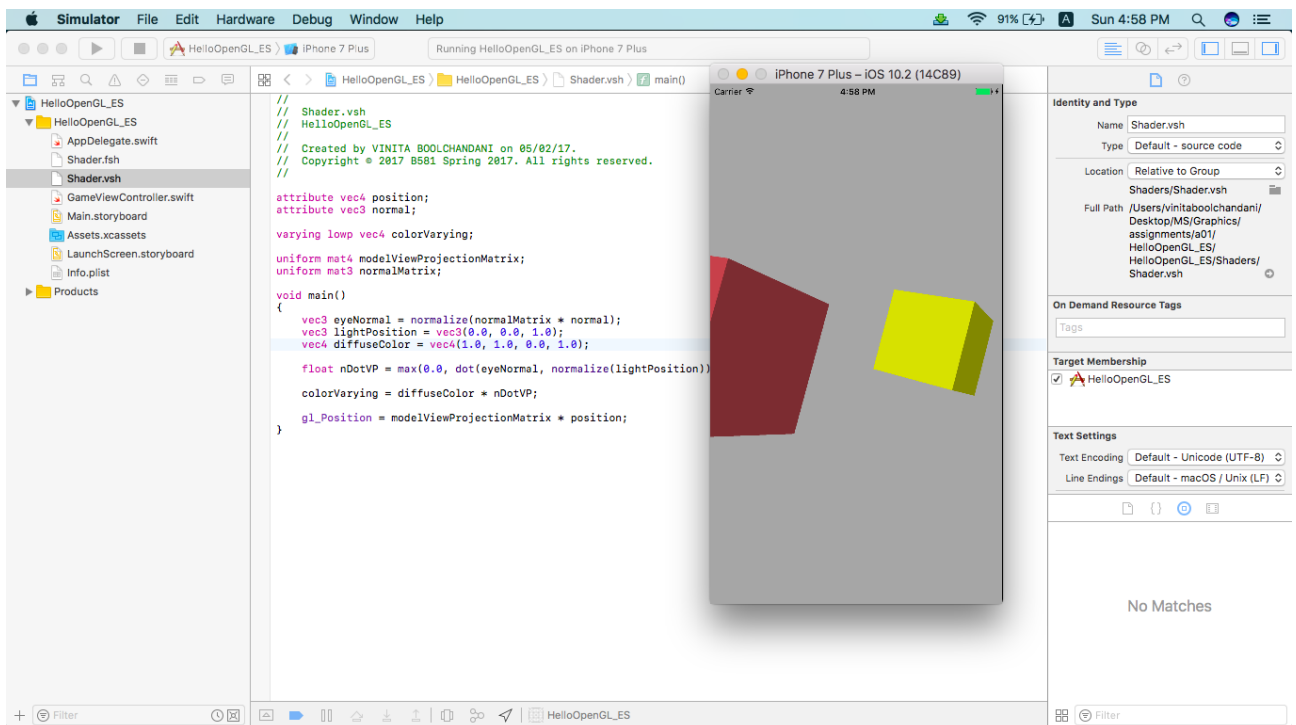 Simulator File Edit Hardware Debug Window Help 91% A Sun 4:58 PM
HelloOpenGL_ES iPhone 7 Plus Running HelloOpenGL_ES on iPhone 7 Plus
HelloOpenGL_ES HelloOpenGL_ES Shader.vsh main()
HelloOpenGL_ES
HelloOpenGL_ES
AppDelegate.swift
Shader.fsh
Shader.vsh
GameViewController.swift
Main.storyboard
Assets.xcassets
LaunchScreen.storyboard
Info.plist
Products
Filter
//
// Shader.vsh
// HelloOpenGL_ES
//
// Created by VINITA BOOLCHANDANI on 05/02/17.
// Copyright © 2017 B581 Spring 2017. All rights reserved.
//
attribute vec4 position;
attribute vec3 normal;
varying lowp vec4 colorVarying;
uniform mat4 modelViewProjectionMatrix;
uniform mat3 normalMatrix;
void main()
{
vec3 eyeNormal = normalize(normalMatrix * normal);
vec3 lightPosition = vec3(0.0, 0.0, 1.0);
vec4 diffuseColor = vec4(1.0, 1.0, 0.0, 1.0);
float nDotVP = max(0.0, dot(eyeNormal, normalize(lightPosition))
colorVarying = diffuseColor * nDotVP;
gl_Position = modelViewProjectionMatrix * position;
}
HelloOpenGL_ES
iPhone 7 Plus – iOS 10.2 (14C89)
Carrier 4:58 PM
Identity and Type
Name Shader.vsh
Type Default - source code
Location Relative to Group
Shaders/Shader.vsh
Full Path /Users/vinitaboolchandani/
Desktop/MS/Graphics/
assignments/a01/
HelloOpenGL_ES/
HelloOpenGL_ES/Shaders/
Shader.vsh
On Demand Resource Tags
Tags
Target Membership
HelloOpenGL_ES
Text Settings
Text Encoding Default - Unicode (UTF-8)
Line Endings Default - macOS / Unix (LF)
{}
No Matches
Filter